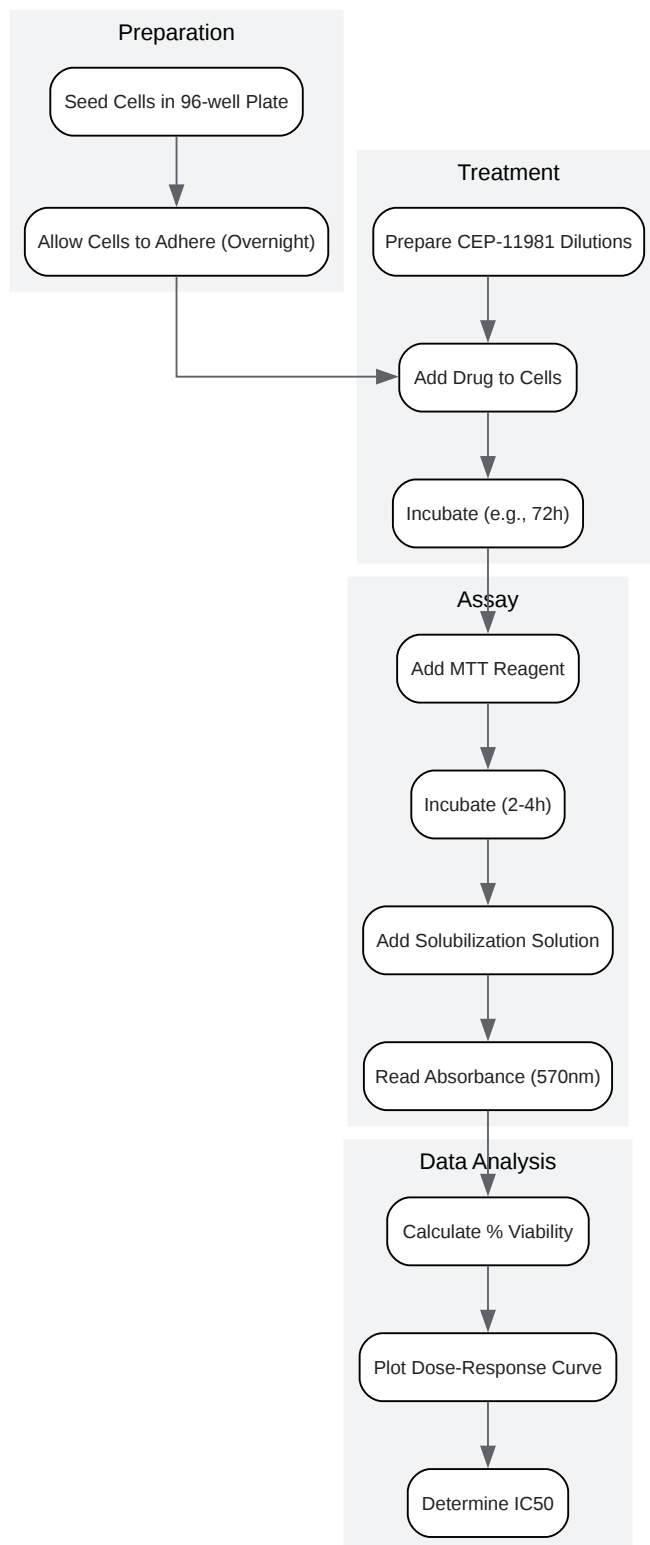 Preparation
Seed Cells in 96-well Plate
Allow Cells to Adhere (Overnight)
Treatment
Prepare CEP-11981 Dilutions
Add Drug to Cells
Incubate (e.g., 72h)
Assay
Add MTT Reagent
Incubate (2-4h)
Add Solubilization Solution
Read Absorbance (570nm)
Data Analysis
Calculate % Viability
Plot Dose-Response Curve
Determine IC50